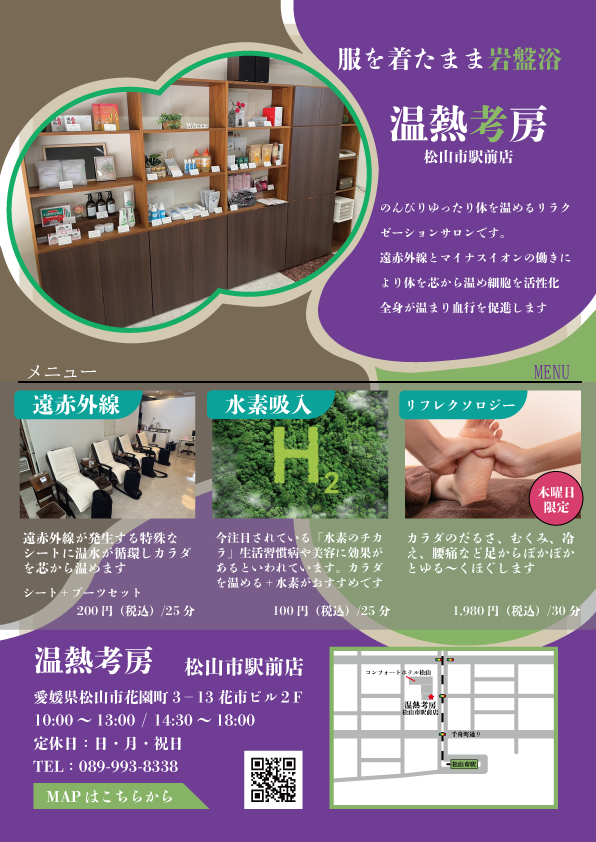 服を着たまま岩盤浴
温熱考房
松山市駅前店
のんびりゆったり体を温めるリラク
ゼーションサロンです。
遠赤外線とマイナスイオンの働きに
より体を芯から温め細胞を活性化
全身が温まり血行を促進します
Welcome
メニュー
MENU
遠赤外線
水素吸入
リフレクソロジー
H2
木曜日
限定
遠赤外線が発生する特殊な
シートに温水が循環しカラダ
を芯から温めます
シート＋ブーツセット
200円（税込）/25分
今注目されている「水素のチカ
ラ」生活習慣病や美容に効果が
あるといわれています。カラダ
を温める＋水素がおすすめです
100円（税込）/25分
カラダのだるさ、むくみ、冷
え、腰痛など足からぽかぽか
とゆる〜くほぐします
1,980円（税込）/30分
温熱考房 松山市駅前店
愛媛県松山市花園町3－13花市ビル2F
10:00～13:00 / 14:30～18:00
定休日：日・月・祝日
TEL：089-993-8338
MAPはこちらから
コンフォートホテル松山
温熱考房
松山市駅前店
千舟町通り
松山市駅